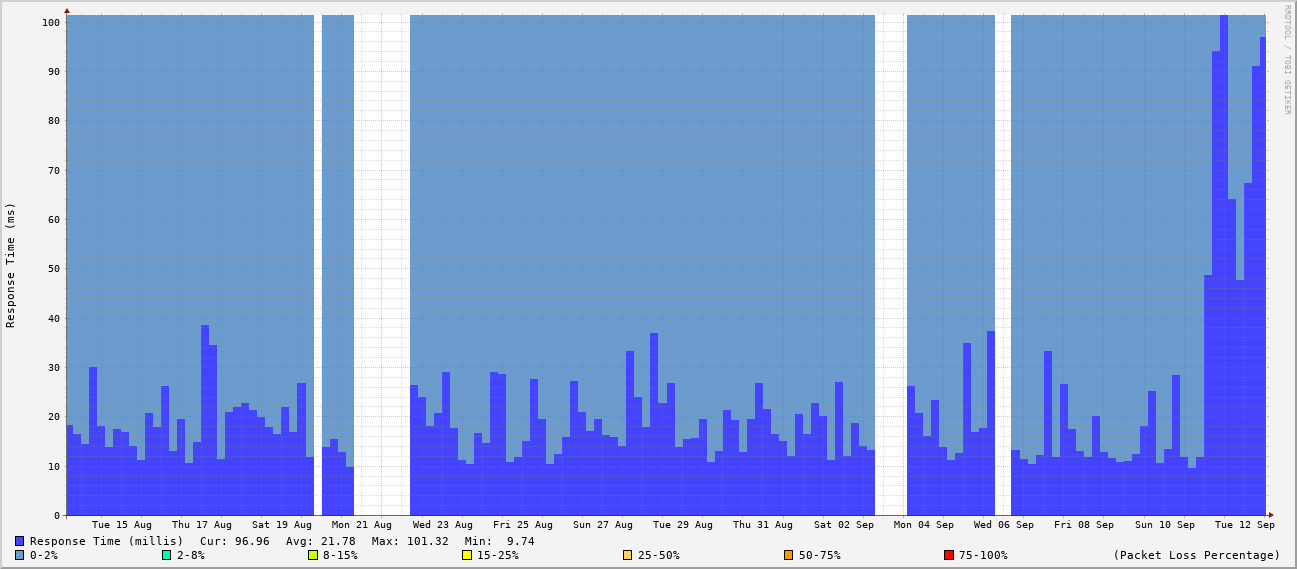 RRDTOOL / TOBI OETIKER
Response Time (ms)
100
90
80
70
60
50
40
30
20
10
0
Tue 15 Aug Thu 17 Aug Sat 19 Aug Mon 21 Aug Wed 23 Aug Fri 25 Aug Sun 27 Aug Tue 29 Aug Thu 31 Aug Sat 02 Sep Mon 04 Sep Wed 06 Sep Fri 08 Sep Sun 10 Sep Tue 12 Sep
Response Time (millis) Cur: 96.96 Avg: 21.78 Max: 101.32 Min: 9.74
0-2% 2-8% 8-15% 15-25% 25-50% 50-75% 75-100% (Packet Loss Percentage)